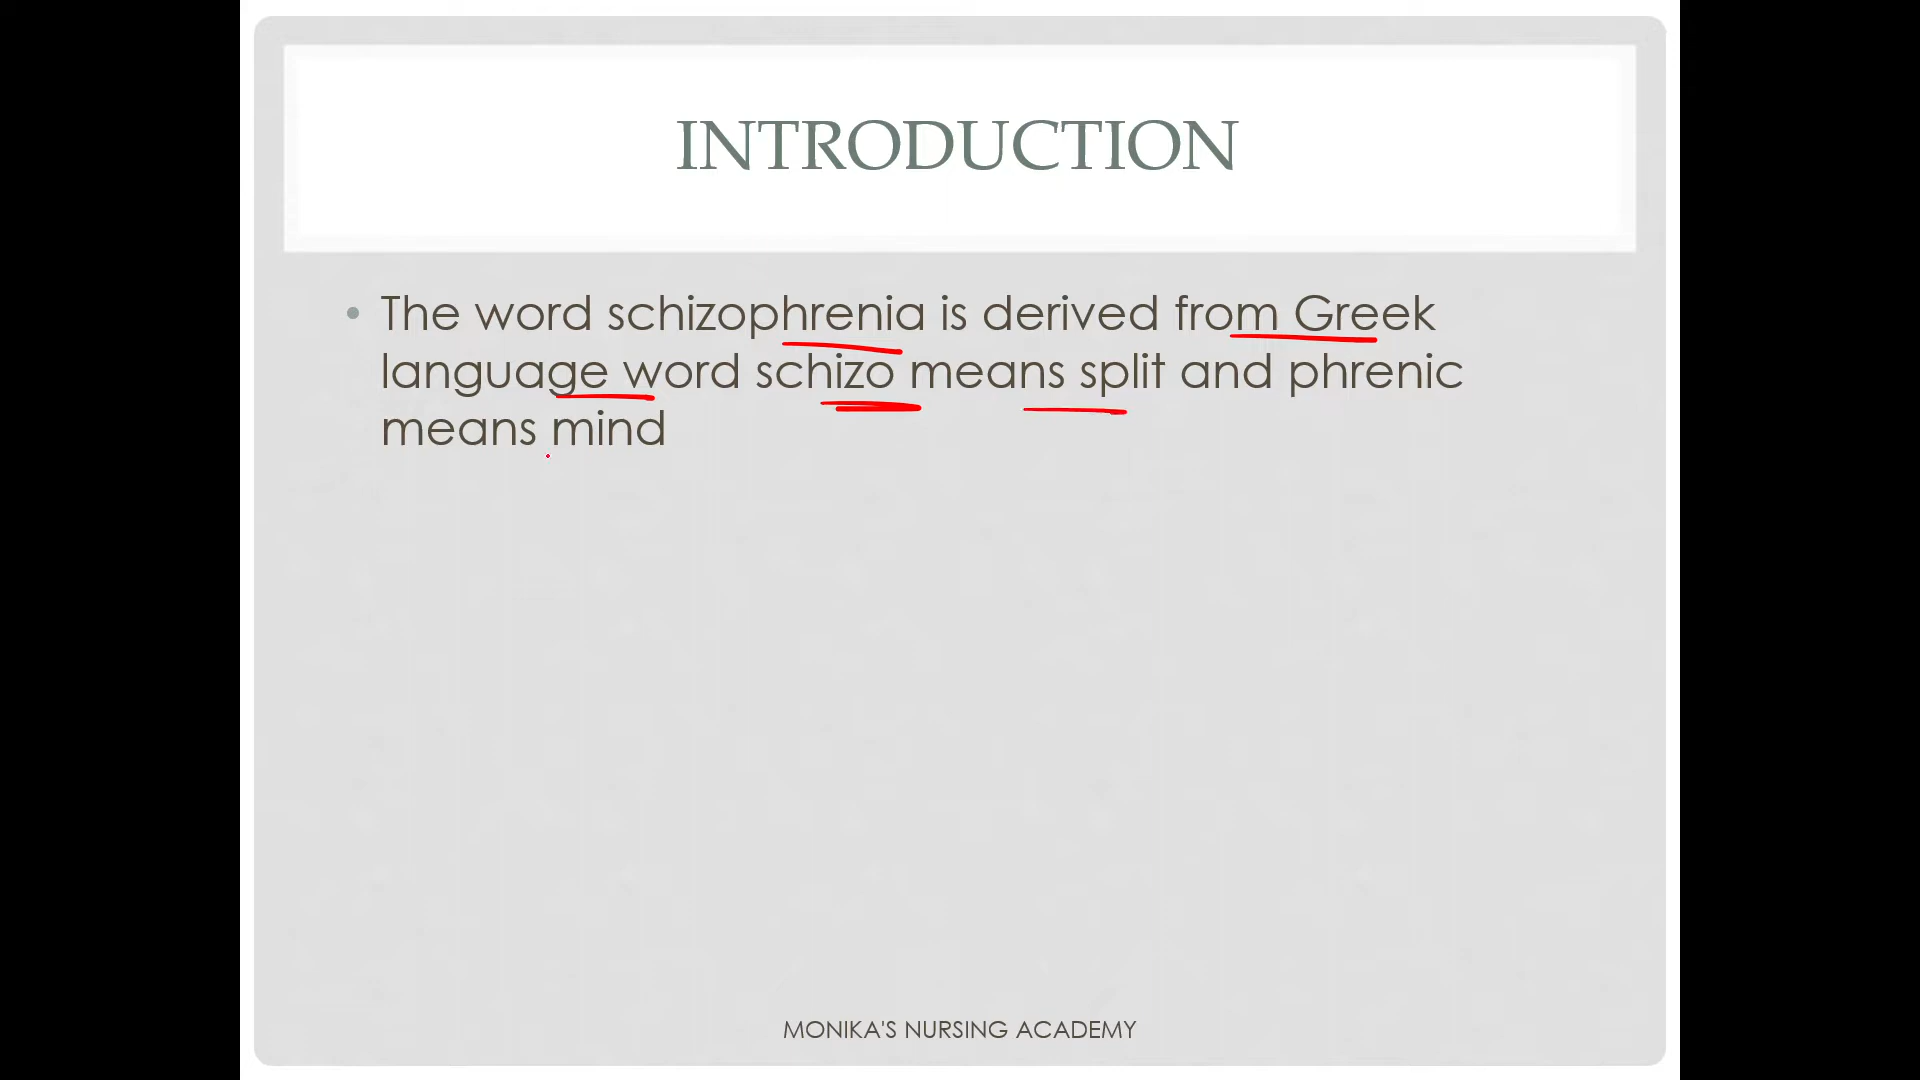 INTRODUCTION
• The word schizophrenia is derived from Greek
language word schizo means split and phrenic
means mind
MONIKA'S NURSING ACADEMY